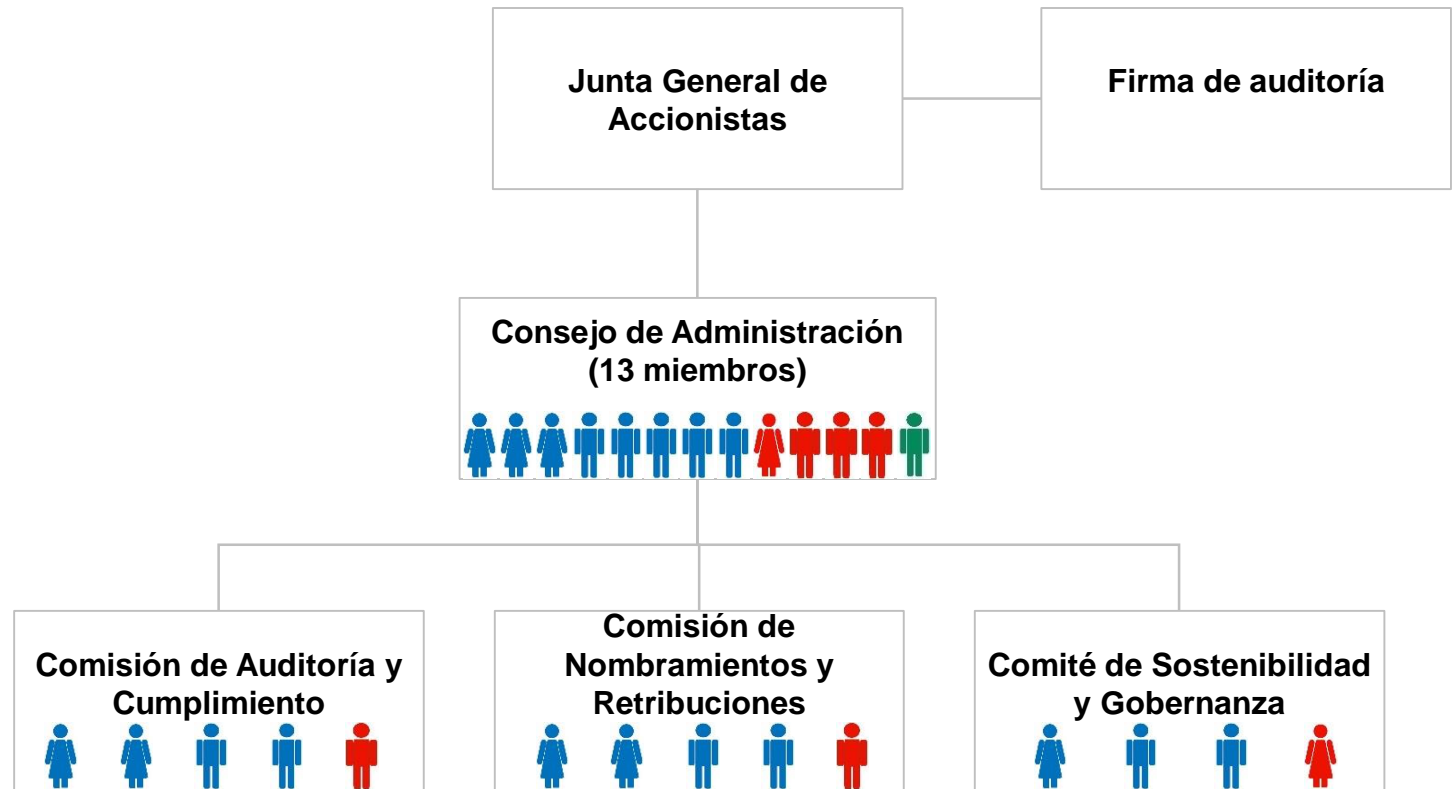 Junta General de
Accionistas
Firma de auditoría
Consejo de Administración
(13 miembros)
Comisión de Auditoría y
Cumplimiento
Comisión de
Nombramientos y
Retribuciones
Comité de Sostenibilidad
y Gobernanza